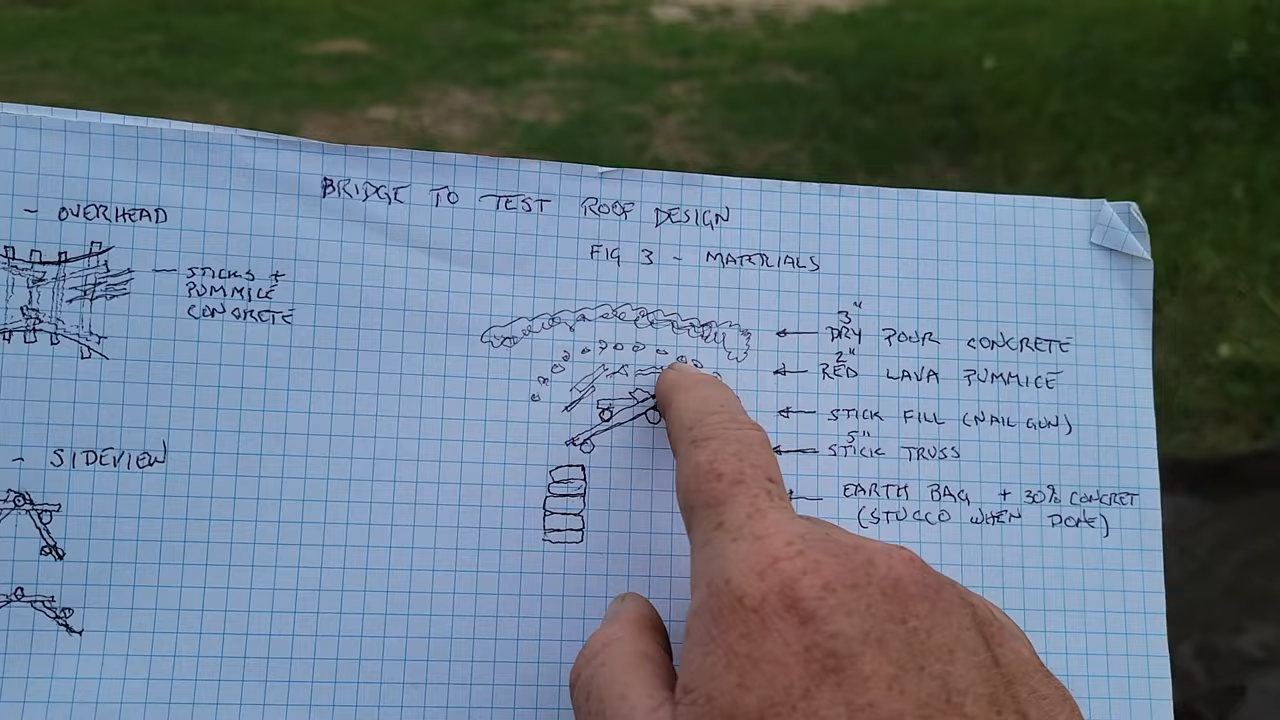 BRIDGE TO TEST ROOF DESIGN
- OVERHEAD
STICKS +
PUMMICE
CONCRETE
FIG 3 - MATERIALS
3"
DRY POUR CONCRETE
2"
RED LAVA PUMMICE
STICK FILL (NAIL GUN)
5"
STICK TRUSS
EARTH BAG + 30% CONCRET
(STUCCO WHEN DONE)
- SIDEVIEW